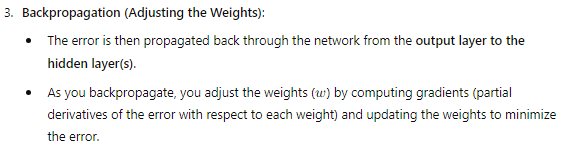 3. Backpropagation (Adjusting the Weights):
• The error is then propagated back through the network from the output layer to the
hidden layer(s).
• As you backpropagate, you adjust the weights (w) by computing gradients (partial
derivatives of the error with respect to each weight) and updating the weights to minimize
the error.